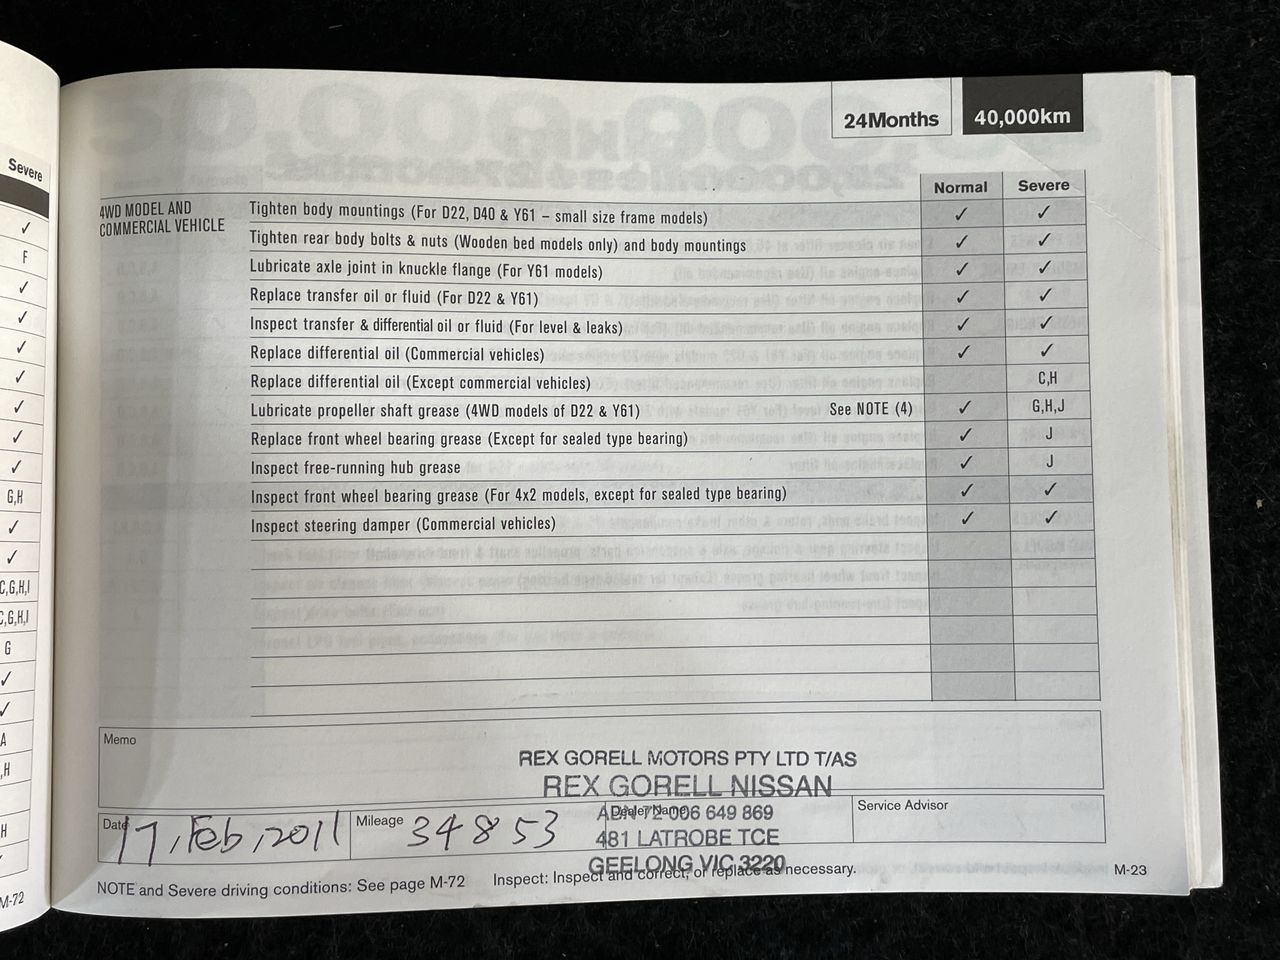 Severe
✓
F
✓
✓
✓
✓
✓
✓
✓
G,H
✓
✓
C,G,H,I
C,G,H,I
G
✓
✓
A
,H
H
M-72
24Months 40,000km
Normal Severe
4WD MODEL AND
COMMERCIAL VEHICLE
Tighten body mountings (For D22, D40 & Y61 – small size frame models) ✓ ✓
Tighten rear body bolts & nuts (Wooden bed models only) and body mountings ✓ ✓
Lubricate axle joint in knuckle flange (For Y61 models) ✓ ✓
Replace transfer oil or fluid (For D22 & Y61) ✓ ✓
Inspect transfer & differential oil or fluid (For level & leaks) ✓ ✓
Replace differential oil (Commercial vehicles) ✓ ✓
Replace differential oil (Except commercial vehicles) C,H
Lubricate propeller shaft grease (4WD models of D22 & Y61) See NOTE (4) ✓ G,H,J
Replace front wheel bearing grease (Except for sealed type bearing) ✓ J
Inspect free-running hub grease ✓ J
Inspect front wheel bearing grease (For 4x2 models, except for sealed type bearing) ✓ ✓
Inspect steering damper (Commercial vehicles) ✓ ✓
Memo
REX GORELL MOTORS PTY LTD T/AS
REX GORELL NISSAN
ABN 72 006 649 869
481 LATROBE TCE
GEELONG VIC 3220
Date 17, Feb, 2011 Mileage 34853 Dealer Name Service Advisor
NOTE and Severe driving conditions: See page M-72 Inspect: Inspect and correct, or replace as necessary.
M-23